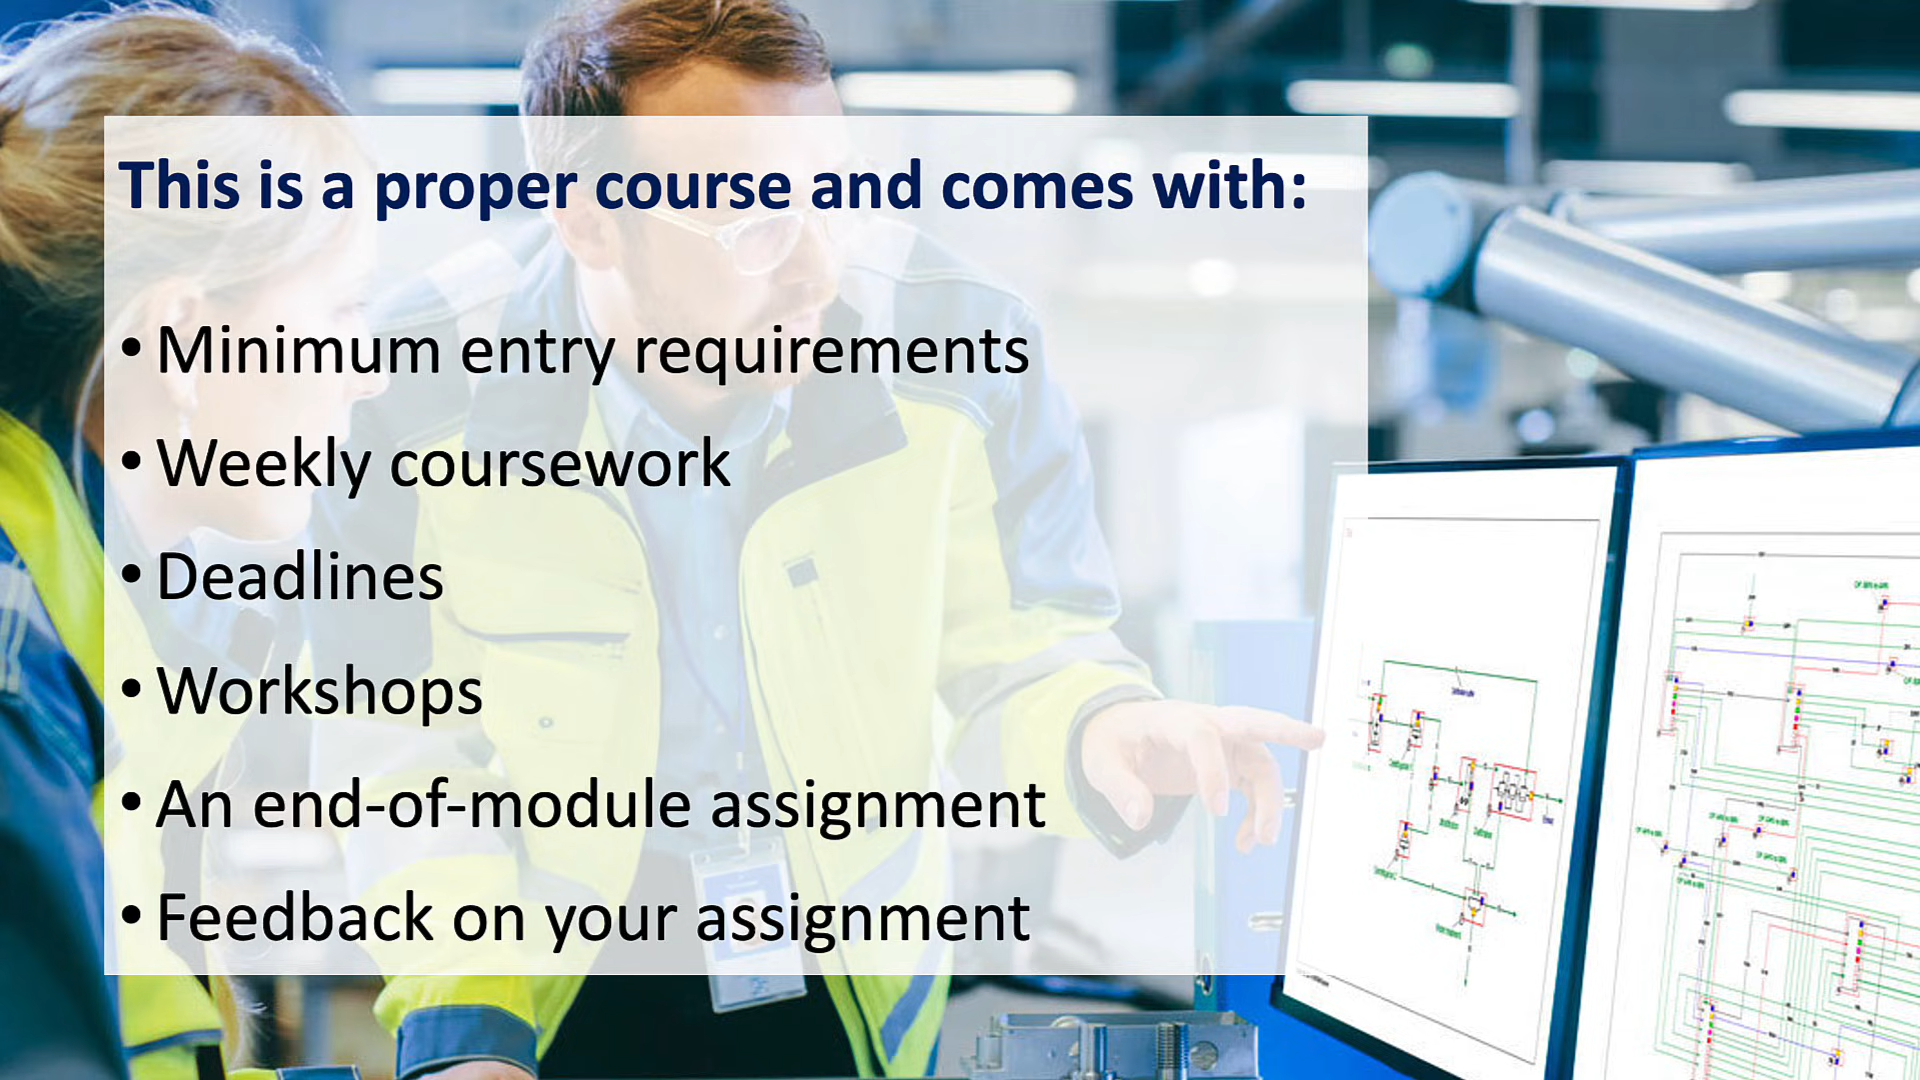 This is a proper course and comes with:
• Minimum entry requirements
• Weekly coursework
• Deadlines
• Workshops
• An end-of-module assignment
• Feedback on your assignment